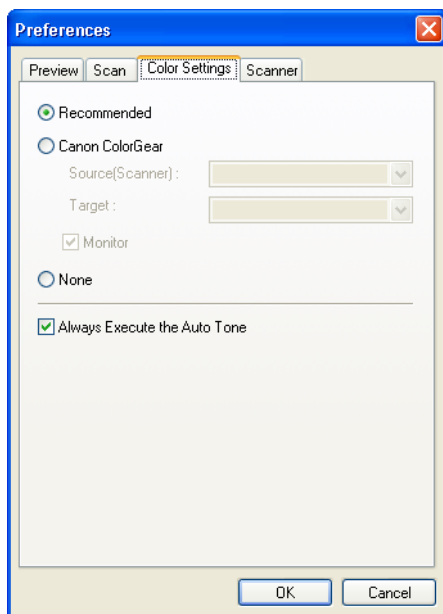 Preferences
Preview Scan Color Settings Scanner
Recommended
Canon ColorGear
Source(Scanner) :
Target :
Monitor
None
Always Execute the Auto Tone
OK Cancel